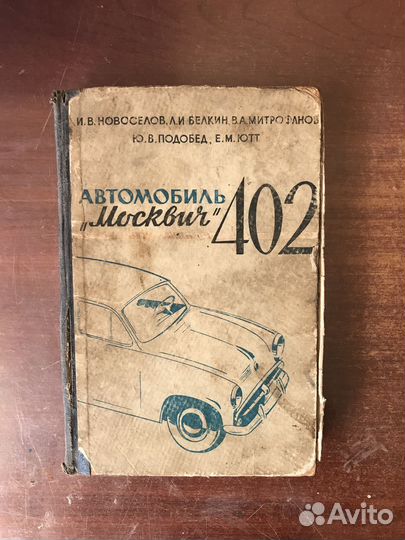 И. В. НОВОСЕЛОВ, Л. И БЕЛКИН, В. А. МИТРОФАНОВ
Ю. В. ПОДОБЕД, Е. М. ЮТТ
АВТОМОБИЛЬ
„Москвич“ 402
Avito